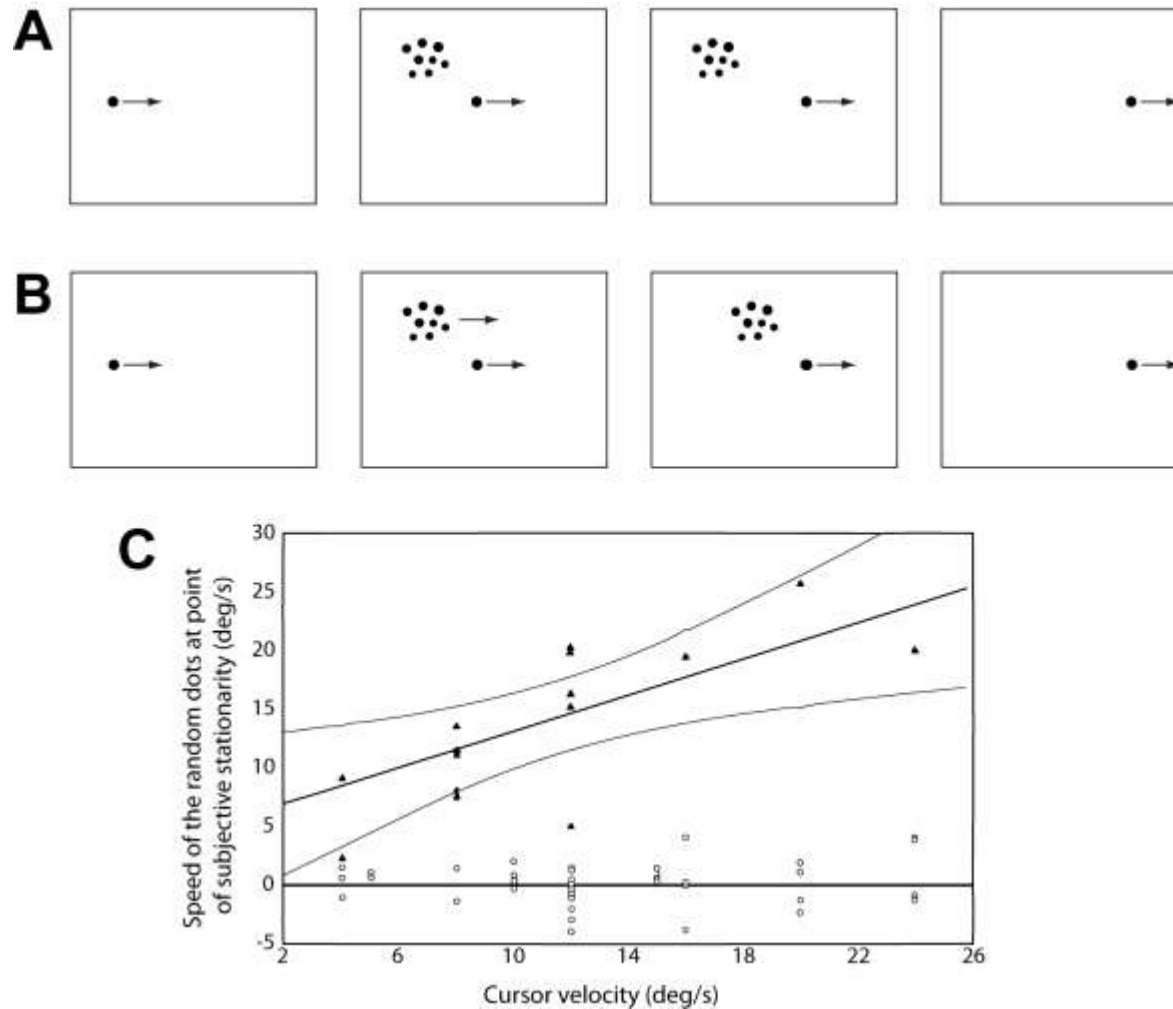 A
B
C
Speed of the random dots at point
of subjective stationarity (deg/s)
30
25
20
15
10
5
0
-5
2 6 10 14 18 22 26
Cursor velocity (deg/s)